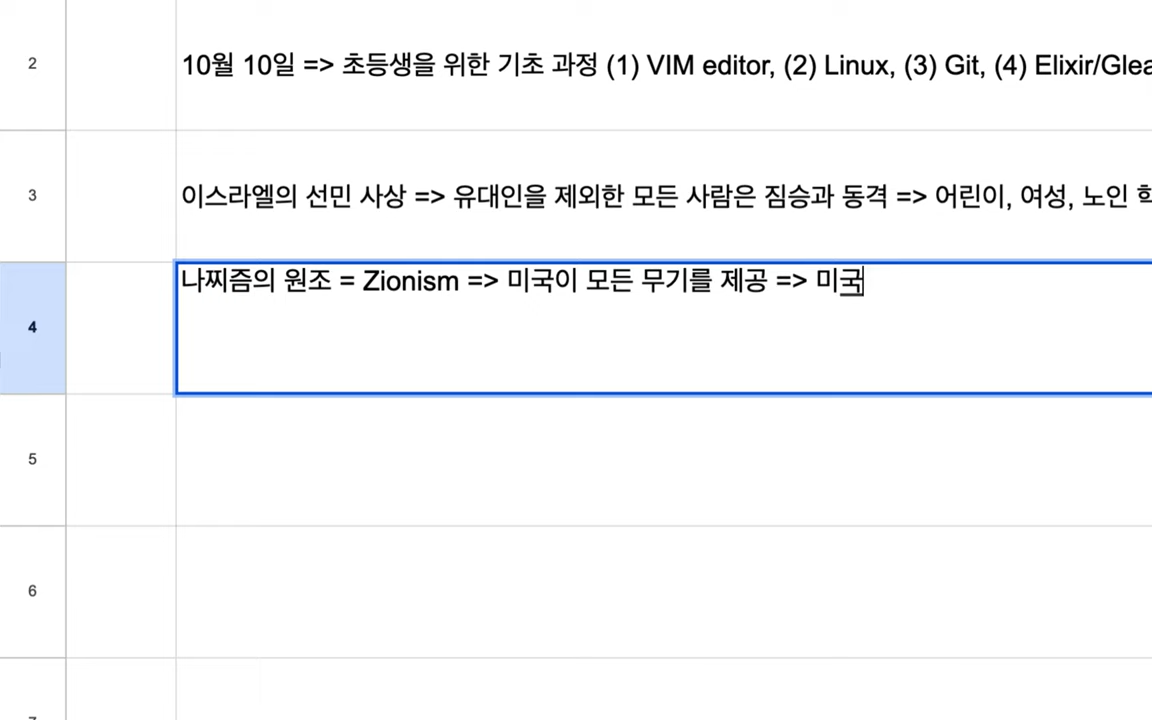 2
10월 10일 => 초등생을 위한 기초 과정 (1) VIM editor, (2) Linux, (3) Git, (4) Elixir/Glea
3
이스라엘의 선민 사상 => 유대인을 제외한 모든 사람은 짐승과 동격 => 어린이, 여성, 노인
4
나찌즘의 원조 = Zionism => 미국이 모든 무기를 제공 => 미국
5
6